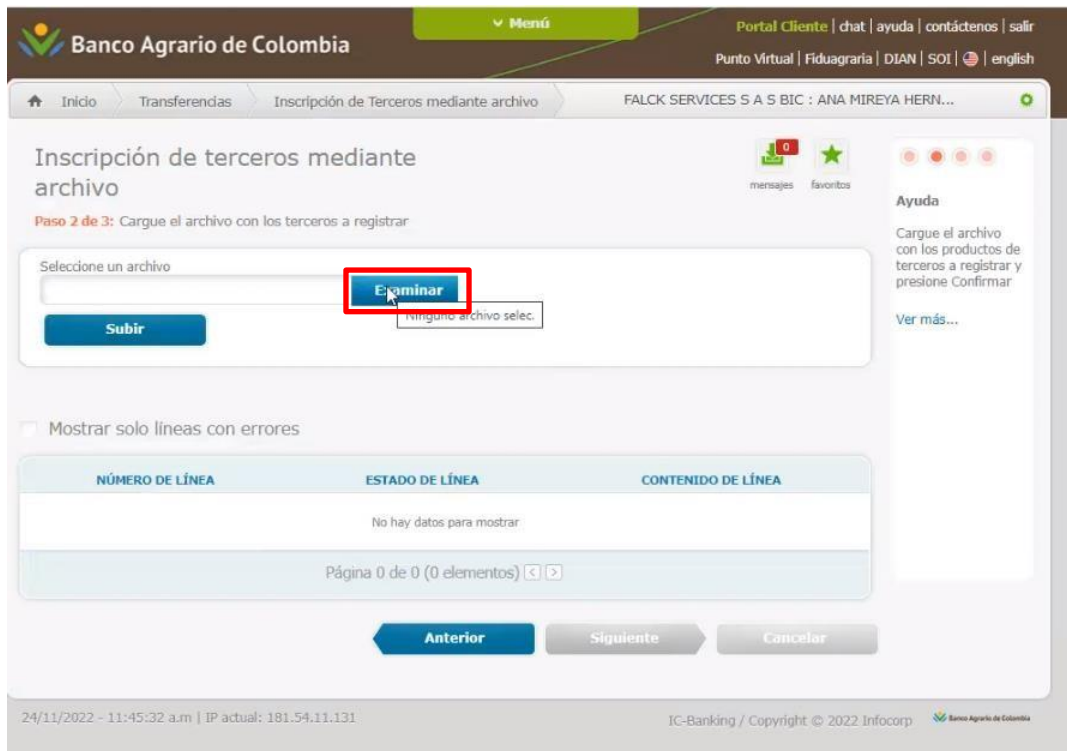 Banco Agrario de Colombia
Menú
Portal Cliente | chat | ayuda | contáctenos | salir
Punto Virtual | Fiduagraria | DIAN | SOI | | english
Inicio
Transferencias
Inscripción de Terceros mediante archivo
FALCK SERVICES S A S BIC : ANA MIREYA HERN...
Inscripción de terceros mediante
archivo
0
mensajes
favoritos
Paso 2 de 3: Cargue el archivo con los terceros a registrar
Ayuda
Cargue el archivo
con los productos de
terceros a registrar y
presione Confirmar
Ver más...
Seleccione un archivo
Examinar
Ninguno archivo selec.
Subir
Mostrar solo líneas con errores
NÚMERO DE LÍNEA
ESTADO DE LÍNEA
CONTENIDO DE LÍNEA
No hay datos para mostrar
Página 0 de 0 (0 elementos) < >
Anterior
Siguiente
Cancelar
24/11/2022 - 11:45:32 a.m | IP actual: 181.54.11.131
IC-Banking / Copyright © 2022 Infocorp
Banco Agrario de Colombia